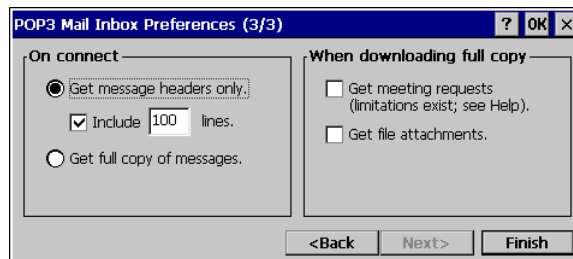 POP3 Mail Inbox Preferences (3/3) ? OK ×
On connect
Get message headers only.
Include 100 lines.
Get full copy of messages.
When downloading full copy
Get meeting requests
(limitations exist; see Help).
Get file attachments.
<Back Next> Finish